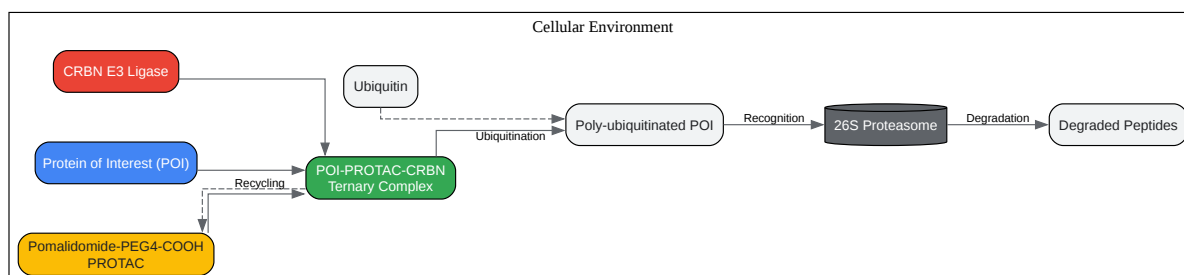 Cellular Environment
CRBN E3 Ligase
Ubiquitin
Poly-ubiquitinated POI
Recognition
26S Proteasome
Degradation
Degraded Peptides
Ubiquitination
Protein of Interest (POI)
POI-PROTAC-CRBN
Ternary Complex
Recycling
Pomalidomide-PEG4-COOH
PROTAC